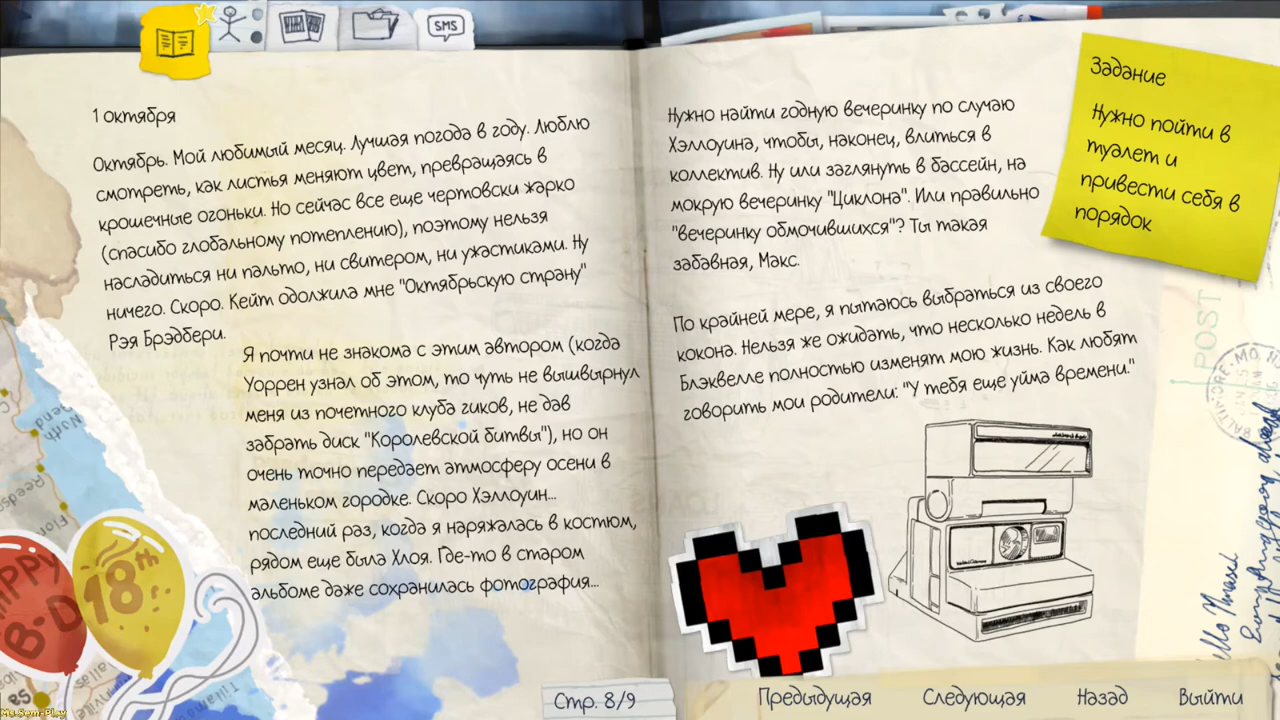 SMS
1 октября
Октябрь. Мой любимый месяц. Лучшая погода в году. Люблю
смотреть, как листья меняют цвет, превращаясь в
крошечные огоньки. Но сейчас все еще чертовски жарко
(спасибо глобальному потеплению), поэтому нельзя
насладиться ни пальто, ни свитером, ни ужастиками. Ну
ничего. Скоро. Кейт одолжила мне "Октябрьскую страну"
Рэя Брэдбери.
Я почти не знакома с этим автором (когда
Уоррен узнал об этом, то чуть не вышвырнул
меня из почетного клуба гиков, не дав
забрать диск "Королевской битвы"), но он
очень точно передает атмосферу осени в
маленьком городке. Скоро Хэллоуин...
последний раз, когда я наряжалась в костюм,
рядом еще была Хлоя. Где-то в старом
альбоме даже сохранилась фотография...
Нужно найти годную вечеринку по случаю
Хэллоуина, чтобы, наконец, влиться в
коллектив. Ну или заглянуть в бассейн, на
мокрую вечеринку "Циклона". Или правильно
"вечеринку обмочившихся"? Ты такая
забавная, Макс.
По крайней мере, я пытаюсь выбраться из своего
кокона. Нельзя же ожидать, что несколько недель в
Блэквелле полностью изменят мою жизнь. Как любят
говорить мои родители: "У тебя еще уйма времени."
Задание
Нужно пойти в
туалет и
привести себя в
порядок
POST
North
Bend
Reedsp
Flor
B-D
18th
85
Tillamo
Стр. 8/9
Предыдущая
Следующая
Назад
Выйти